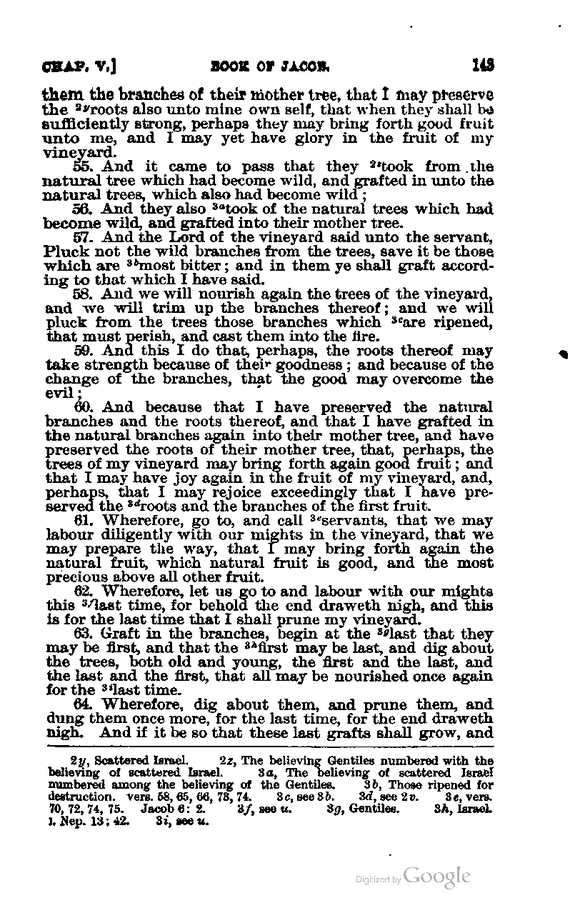 CHAP. V.] BOOK OF JACOB. 143
them the branches of their mother tree, that I may preserve
the 2yroots also unto mine own self, that when they shall be
sufficiently strong, perhaps they may bring forth good fruit
unto me, and I may yet have glory in the fruit of my
vineyard.
55. And it came to pass that they 2ztook from the
natural tree which had become wild, and grafted in unto the
natural trees, which also had become wild;
56. And they also 3atook of the natural trees which had
become wild, and grafted into their mother tree.
57. And the Lord of the vineyard said unto the servant,
Pluck not the wild branches from the trees, save it be those
which are 3bmost bitter; and in them ye shall graft accord-
ing to that which I have said.
58. And we will nourish again the trees of the vineyard,
and we will trim up the branches thereof; and we will
pluck from the trees those branches which 3care ripened,
that must perish, and cast them into the fire.
59. And this I do that, perhaps, the roots thereof may
take strength because of their goodness; and because of the
change of the branches, that the good may overcome the
evil;
60. And because that I have preserved the natural
branches and the roots thereof, and that I have grafted in
the natural branches again into their mother tree, and have
preserved the roots of their mother tree, that, perhaps, the
trees of my vineyard may bring forth again good fruit; and
that I may have joy again in the fruit of my vineyard, and,
perhaps, that I may rejoice exceedingly that I have pre-
served the 3droots and the branches of the first fruit.
61. Wherefore, go to, and call 3eservants, that we may
labour diligently with our mights in the vineyard, that we
may prepare the way, that I may bring forth again the
natural fruit, which natural fruit is good, and the most
precious above all other fruit.
62. Wherefore, let us go to and labour with our mights
this 3flast time, for behold the end draweth nigh, and this
is for the last time that I shall prune my vineyard.
63. Graft in the branches, begin at the 3glast that they
may be first, and that the 3hfirst may be last, and dig about
the trees, both old and young, the first and the last, and
the last and the first, that all may be nourished once again
for the 3ilast time.
64. Wherefore, dig about them, and prune them, and
dung them once more, for the last time, for the end draweth
nigh. And if it be so that these last grafts shall grow, and
2y, Scattered Israel. 2z, The believing Gentiles numbered with the
believing of scattered Israel. 3a, The believing of scattered Israel
numbered among the believing of the Gentiles. 3b, Those ripened for
destruction. vers. 58, 65, 66, 73, 74. 3c, see 3b. 3d, see 2v. 3e, vers.
70, 72, 74, 75. Jacob 6: 2. 3f, see u. 3g, Gentiles. 3h, Israel.
1. Nep. 13; 42. 3i, see u.
Digitized by Google